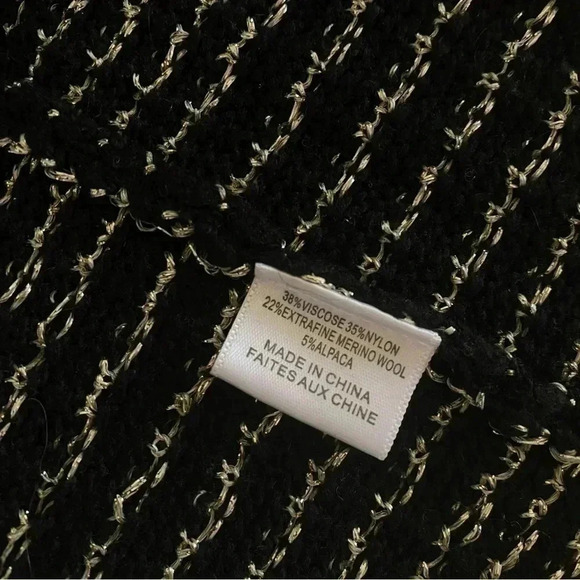 38%VISCOSE 35%NYLON
22%EXTRAFINE MERINO WOOL
5%ALPACA
MADE IN CHINA
FAITES AUX CHINE